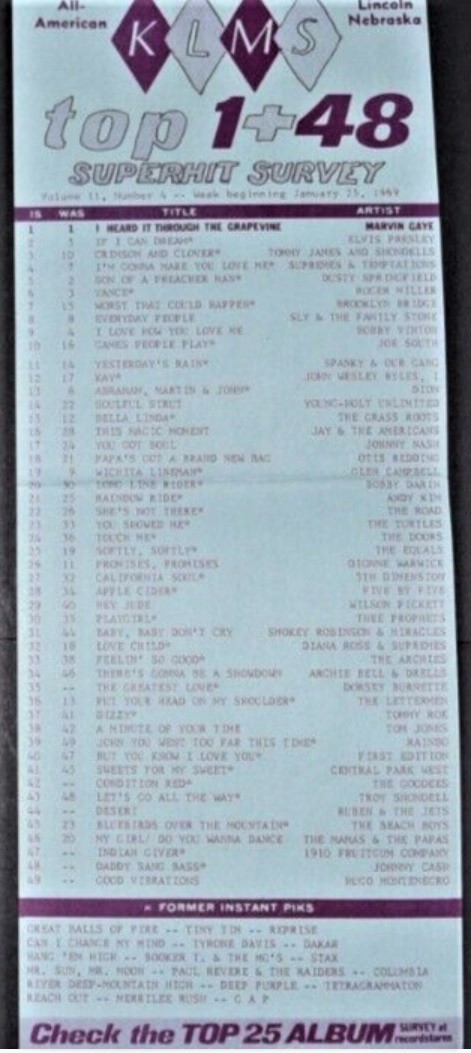 All-American
KLMS
Lincoln Nebraska
top 1+48
SUPERHIT SURVEY
Volume 11, Number 4 -- Week beginning January 25, 1969
IS WAS TITLE ARTIST
1 1 I HEARD IT THROUGH THE GRAPEVINE MARVIN GAYE
2 5 IF I CAN DREAM* ELVIS PRESLEY
3 10 CRIMSON AND CLOVER* TOMMY JAMES AND SHONDELLS
4 7 I'M GONNA MAKE YOU LOVE ME* SUPREMES & TEMPTATIONS
5 2 SON OF A PREACHER MAN* DUSTY SPRINGFIELD
6 3 VANCE* ROGER MILLER
7 15 WORST THAT COULD HAPPEN* BROOKLYN BRIDGE
8 8 EVERYDAY PEOPLE SLY & THE FAMILY STONE
9 4 I LOVE HOW YOU LOVE ME BOBBY VINTON
10 16 GAMES PEOPLE PLAY* JOE SOUTH
11 14 YESTERDAY'S RAIN* SPANKY & OUR GANG
12 17 KAY* JOHN WESLEY RYLES, I
13 6 ABRAHAM, MARTIN & JOHN* DION
14 22 SOULFUL STRUT YOUNG-HOLT UNLIMITED
15 12 BELLA LINDA* THE GRASS ROOTS
16 28 THIS MAGIC MOMENT JAY & THE AMERICANS
17 24 YOU GOT SOUL JOHNNY NASH
18 21 PAPA'S GOT A BRAND NEW BAG OTIS REDDING
19 9 WICHITA LINEMAN* GLEN CAMPBELL
20 30 LONG LINE RIDER* BOBBY DARIN
21 25 RAINBOW RIDE* ANDY KIM
22 26 SHE'S NOT THERE* THE ROAD
23 33 YOU SHOWED ME* THE TURTLES
24 36 TOUCH ME* THE DOORS
25 19 SOFTLY, SOFTLY* THE EQUALS
26 11 PROMISES, PROMISES DIONNE WARWICK
27 32 CALIFORNIA SOUL* 5TH DIMENSION
28 34 APPLE CIDER* FIVE BY FIVE
29 40 HEY JUDE WILSON PICKETT
30 35 PLAYGIRL* THEE PROPHETS
31 44 BABY, BABY DON'T CRY SMOKEY ROBINSON & MIRACLES
32 18 LOVE CHILD* DIANA ROSS & SUPREMES
33 38 FEELIN' SO GOOD* THE ARCHIES
34 46 THERE'S GONNA BE A SHOWDOWN ARCHIE BELL & DRELLS
35 -- THE GREATEST LOVE* DORSEY BURNETTE
36 13 PUT YOUR HEAD ON MY SHOULDER* THE LETTERMEN
37 41 DIZZY* TOMMY ROE
38 42 A MINUTE OF YOUR TIME TOM JONES
39 49 JOHN YOU WENT TOO FAR THIS TIME* RAINBO
40 47 BUT YOU KNOW I LOVE YOU* FIRST EDITION
41 45 SWEETS FOR MY SWEET* CENTRAL PARK WEST
42 -- CONDITION RED* THE GOODEES
43 48 LET'S GO ALL THE WAY* TROY SHONDELL
44 -- DESERI RUBEN & THE JETS
45 23 BLUEBIRDS OVER THE MOUNTAIN* THE BEACH BOYS
46 20 MY GIRL/ DO YOU WANNA DANCE THE MAMAS & THE PAPAS
47 -- INDIAN GIVER* 1910 FRUITGUM COMPANY
48 -- DADDY SANG BASS* JOHNNY CASH
49 -- GOOD VIBRATIONS HUGO MONTENEGRO
* FORMER INSTANT PIKS
GREAT BALLS OF FIRE -- TINY TIM -- REPRISE
CAN I CHANGE MY MIND -- TYRONE DAVIS -- DAKAR
HANG 'EM HIGH -- BOOKER T. & THE MG'S -- STAX
MR. SUN, MR. MOON -- PAUL REVERE & THE RAIDERS -- COLUMBIA
RIVER DEEP-MOUNTAIN HIGH -- DEEP PURPLE -- TETRAGRAMMATON
REACH OUT -- MERRILEE RUSH -- G A P
Check the TOP 25 ALBUM SURVEY at recordstores